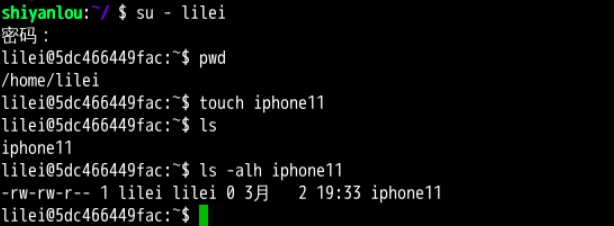 shiyanlou:~/ $ su - lilei
密码：
lilei@5dc466449fac:~$ pwd
/home/lilei
lilei@5dc466449fac:~$ touch iphone11
lilei@5dc466449fac:~$ ls
iphone11
lilei@5dc466449fac:~$ ls -alh iphone11
-rw-rw-r-- 1 lilei lilei 0 3月   2 19:33 iphone11
lilei@5dc466449fac:~$